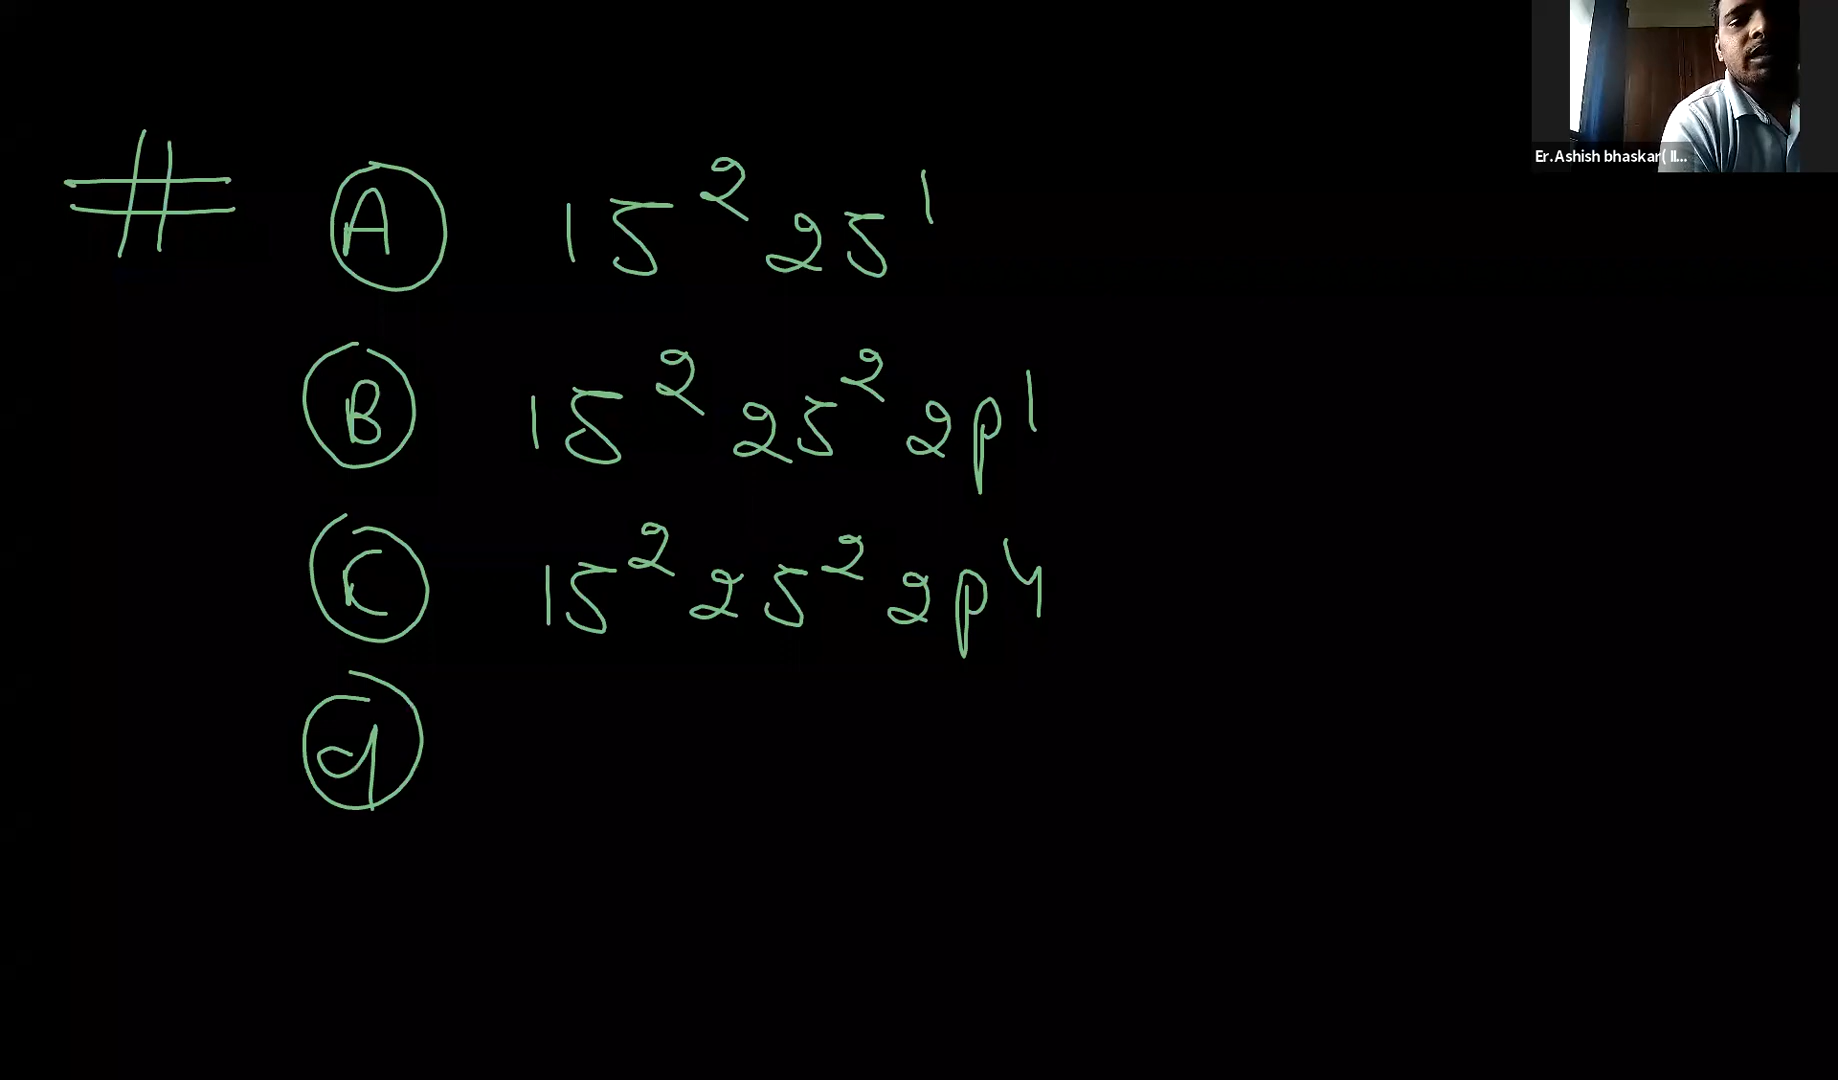 # A 1s² 2s¹
B 1s² 2s² 2p¹
C 1s² 2s² 2p⁴
d
Er.Ashish bhaskar( II...